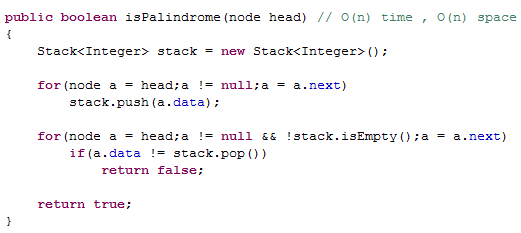 public boolean isPalindrome(node head) // O(n) time , O(n) space
{
    Stack<Integer> stack = new Stack<Integer>();

    for(node a = head;a != null;a = a.next)
        stack.push(a.data);

    for(node a = head;a != null && !stack.isEmpty();a = a.next)
        if(a.data != stack.pop())
            return false;

    return true;
}